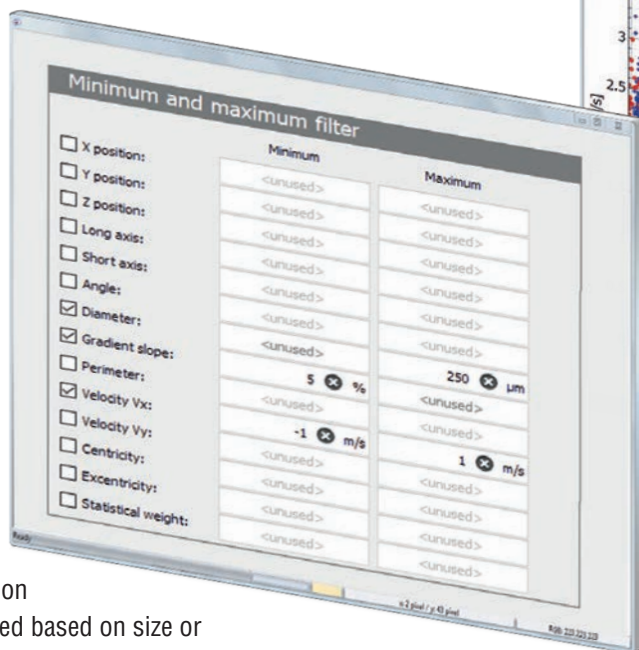 3
2.5
/s]
Minimum and maximum filter
Minimum Maximum
X position: <unused> <unused>
Y position: <unused> <unused>
Z position: <unused> <unused>
Long axis: <unused> <unused>
Short axis: <unused> <unused>
Angle: <unused> <unused>
Diameter: <unused> 250 µm
Gradient slope: 5 % <unused>
Perimeter: <unused> <unused>
Velocity Vx: -1 m/s 1 m/s
Velocity Vy: <unused> <unused>
Centricity: <unused> <unused>
Excentricity: <unused> <unused>
Statistical weight: <unused> <unused>
Ready
on
ed based on size or